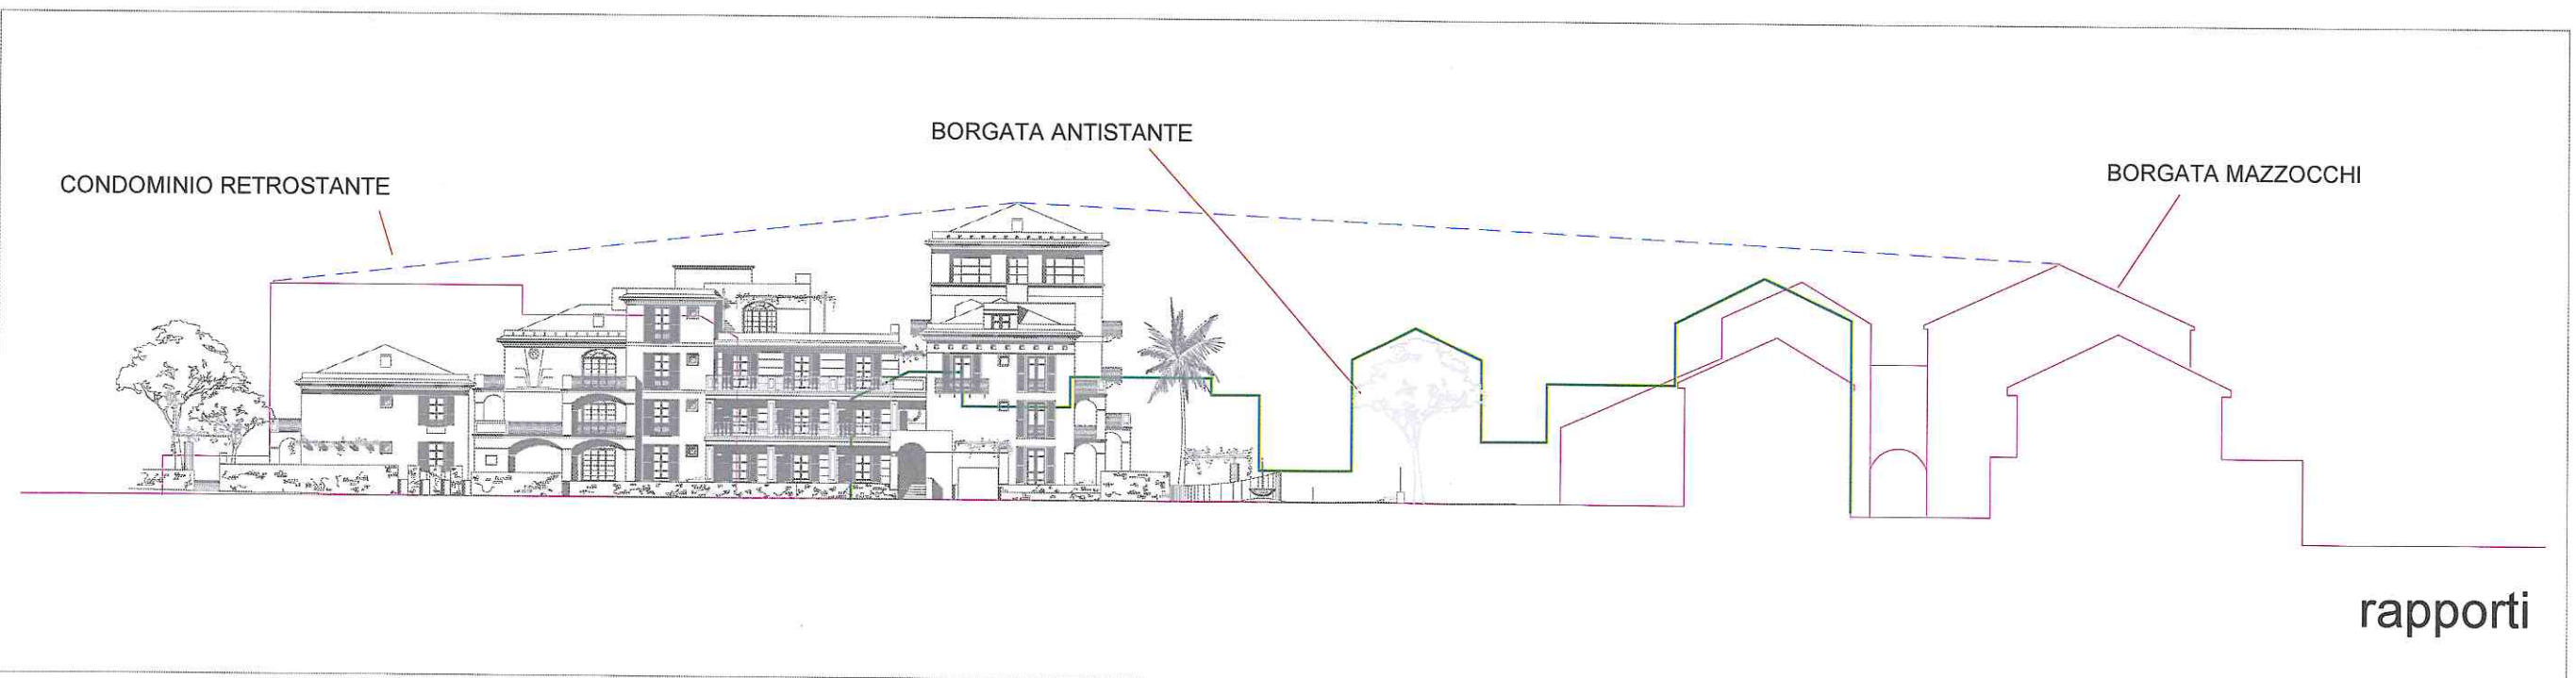 BORGATA ANTISTANTE
CONDOMINIO RETROSTANTE
BORGATA MAZZOCCHI
rapporti